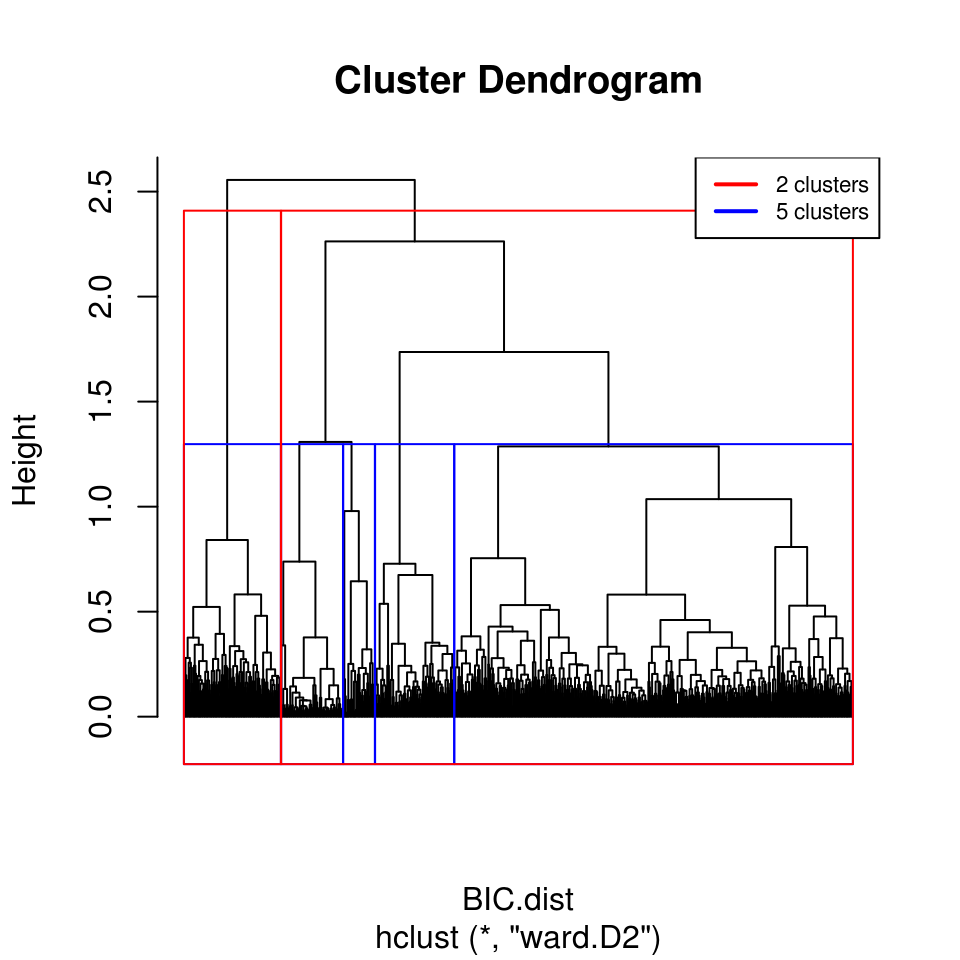 Cluster Dendrogram
2 clusters
5 clusters
Height
2.5
2.0
1.5
1.0
0.5
0.0
BIC.dist
hclust (*, "ward.D2")